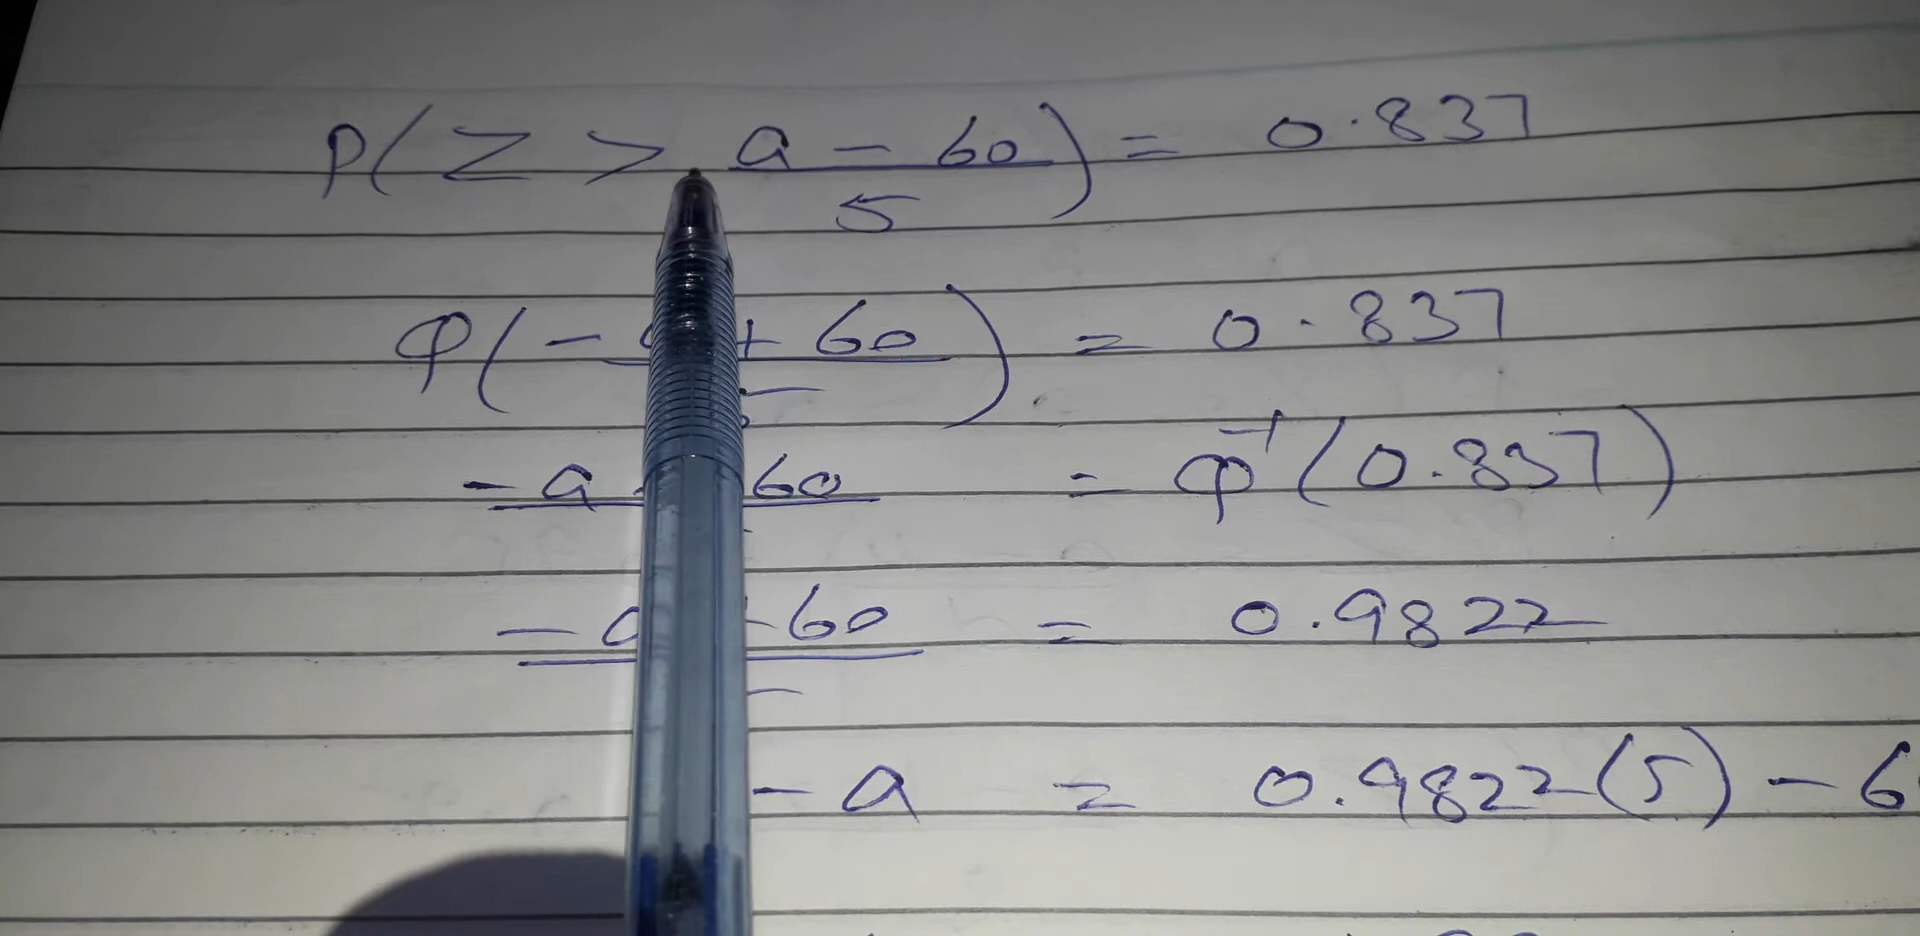 P(Z > a - 60 / 5) = 0.837
φ(- + 60) = 0.837
- a 60 = φ⁻¹(0.837)
- 60 = 0.9822
- a = 0.9822(5) - 6